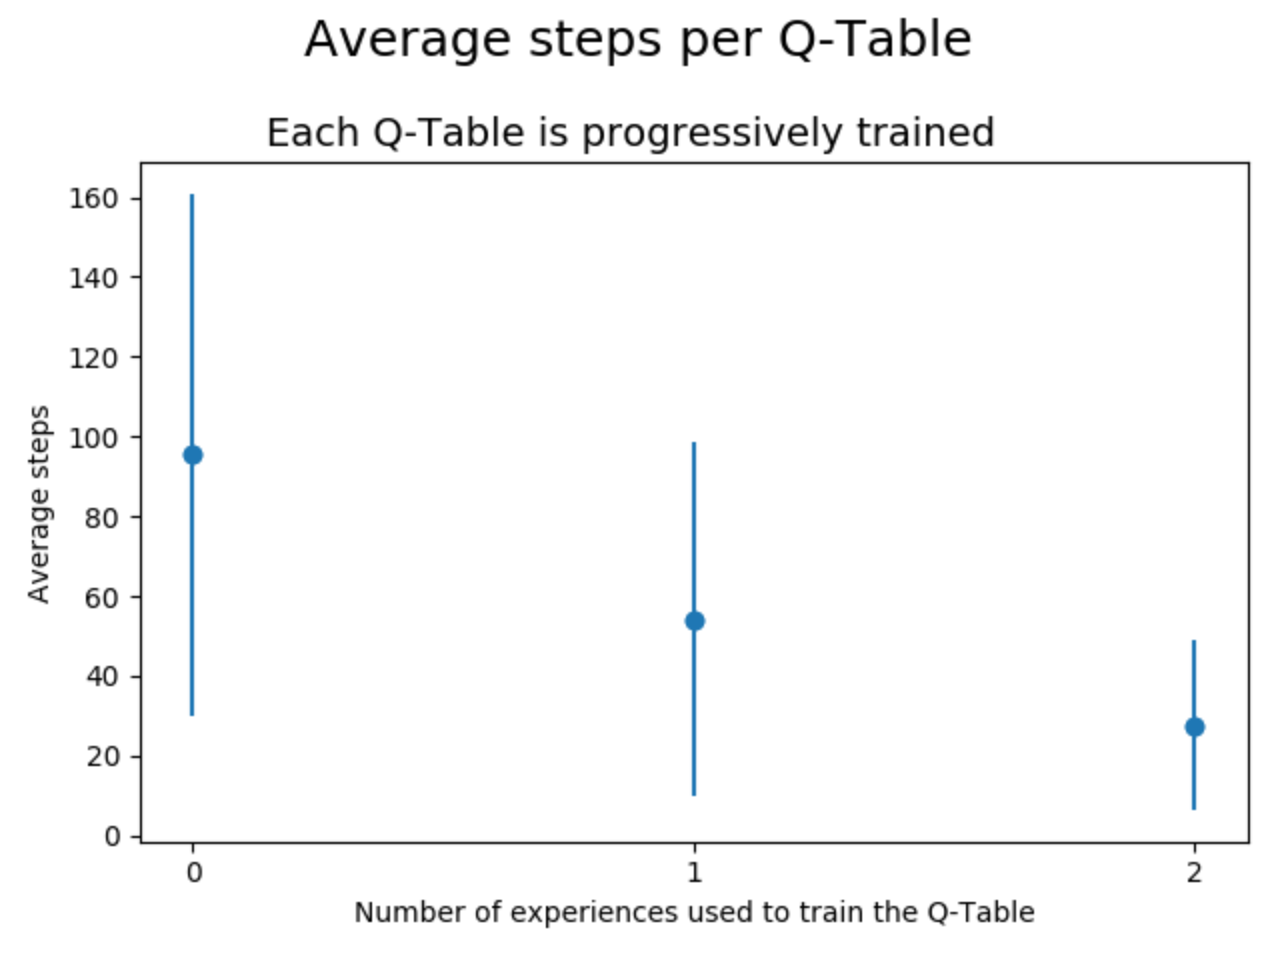 Average steps per Q-Table
Each Q-Table is progressively trained
160
140
120
100
80
60
40
20
0
Average steps
0 1 2
Number of experiences used to train the Q-Table